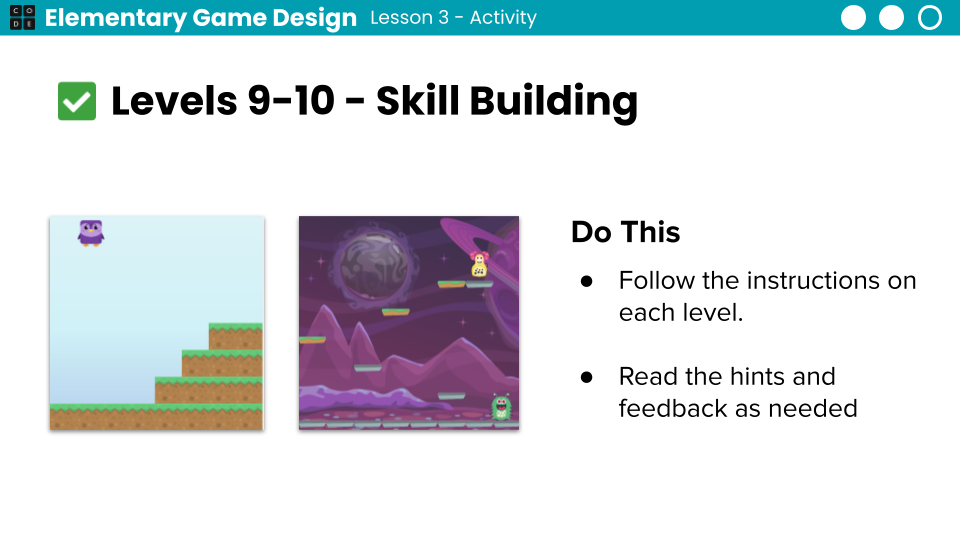 CODE Elementary Game Design Lesson 3 - Activity
Levels 9-10 - Skill Building
Do This
● Follow the instructions on
each level.
● Read the hints and
feedback as needed